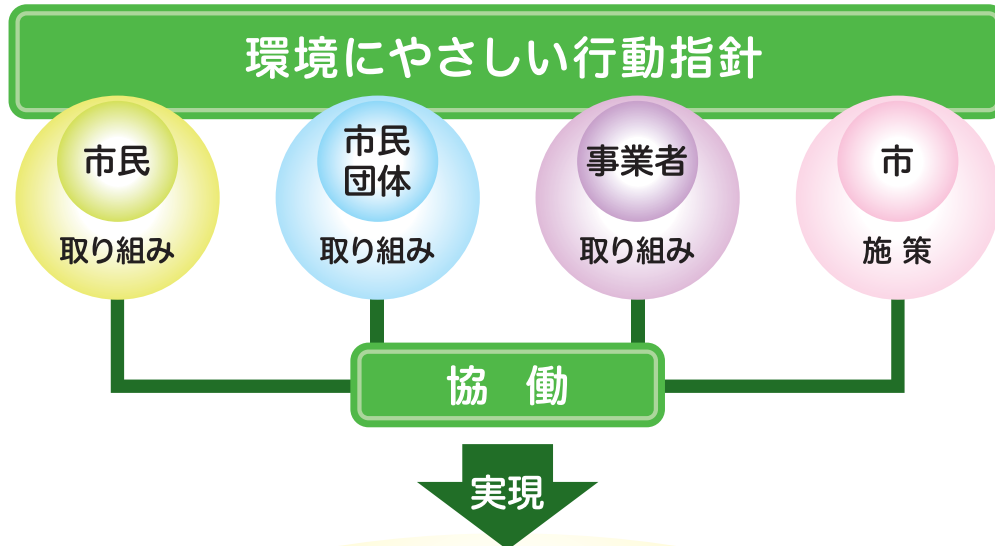 環境にやさしい行動指針
市民
取り組み
市民
団体
取り組み
事業者
取り組み
市
施策
協働
実現